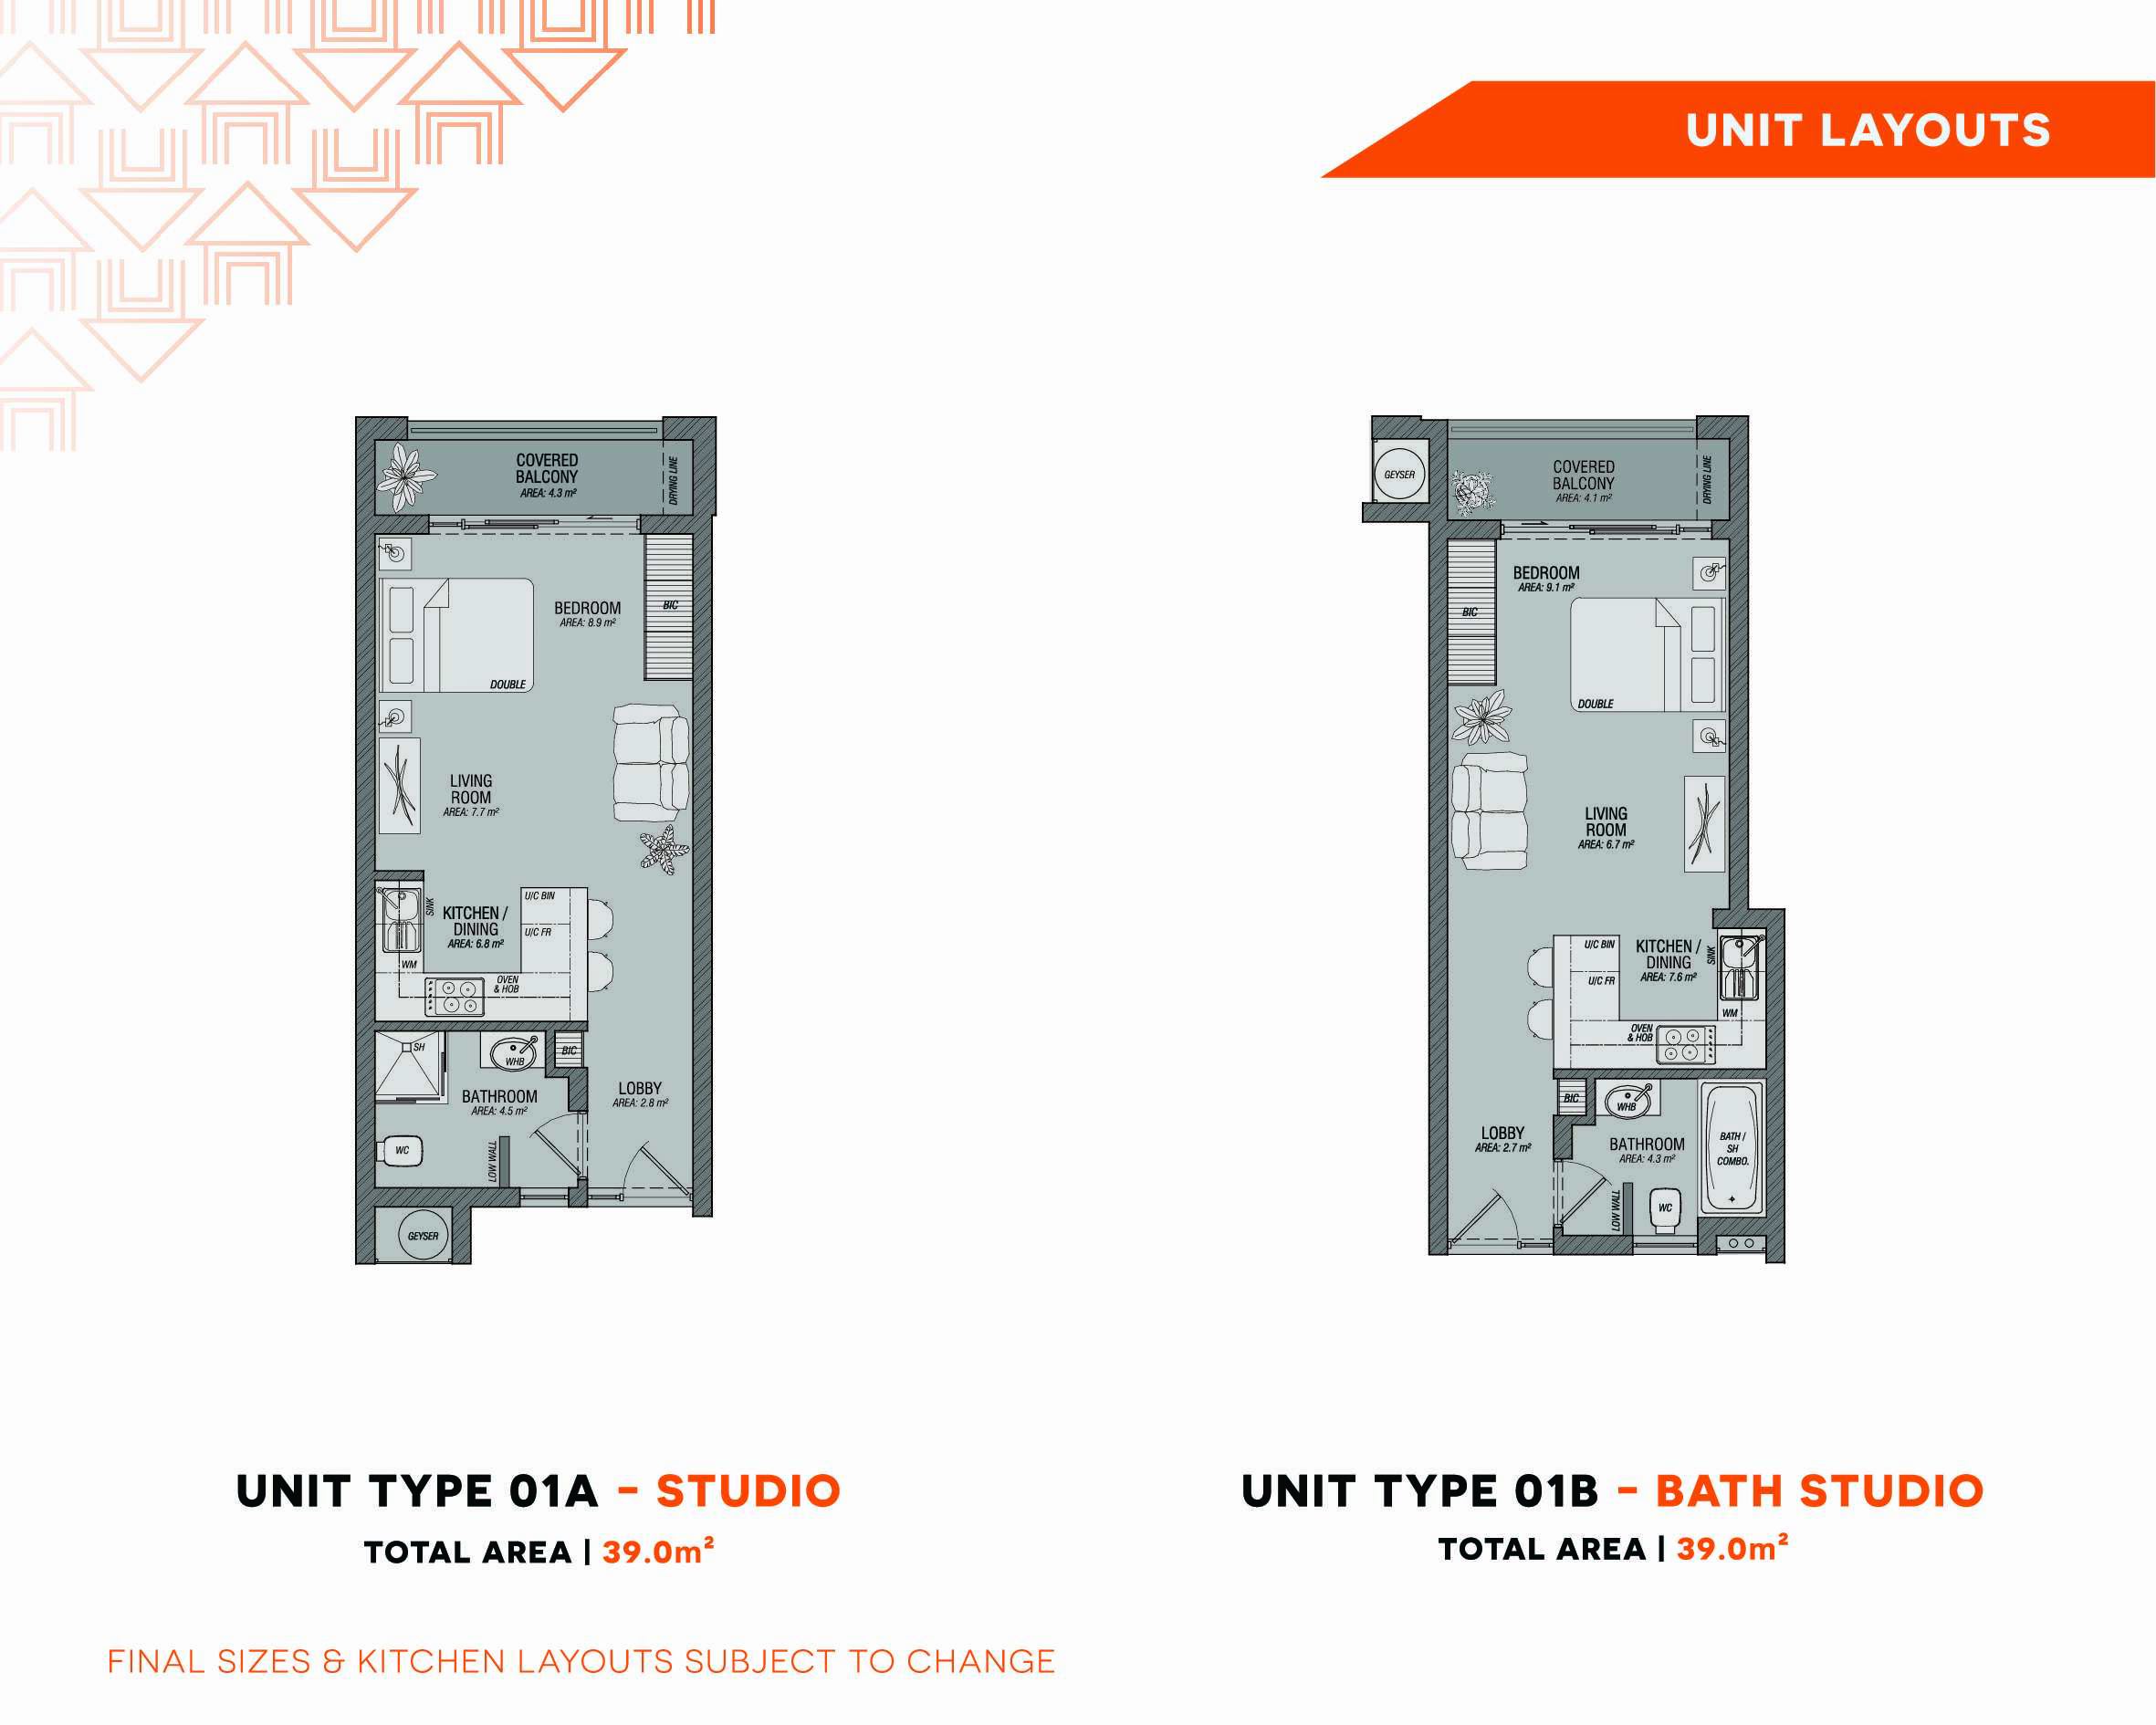 UNIT LAYOUTS
COVERED
BALCONY
AREA: 4.3 m²
DRYING LINE
BEDROOM
AREA: 8.9 m²
BIC
DOUBLE
LIVING
ROOM
AREA: 7.7 m²
SINK
KITCHEN /
DINING
AREA: 6.8 m²
U/C BIN
U/C FR
WM
OVEN
& HOB
SH
WHB
BIC
BATHROOM
AREA: 4.5 m²
LOBBY
AREA: 2.8 m²
WC
LOW WALL
GEYSER
UNIT TYPE 01A - STUDIO
TOTAL AREA | 39.0m²
GEYSER
COVERED
BALCONY
AREA: 4.1 m²
DRYING LINE
BEDROOM
AREA: 9.1 m²
BIC
DOUBLE
LIVING
ROOM
AREA: 6.7 m²
U/C BIN
U/C FR
KITCHEN /
DINING
AREA: 7.6 m²
SINK
WM
OVEN
& HOB
BIC
WHB
LOBBY
AREA: 2.7 m²
BATHROOM
AREA: 4.3 m²
BATH /
SH
COMBO.
LOW WALL
WC
UNIT TYPE 01B - BATH STUDIO
TOTAL AREA | 39.0m²
FINAL SIZES & KITCHEN LAYOUTS SUBJECT TO CHANGE